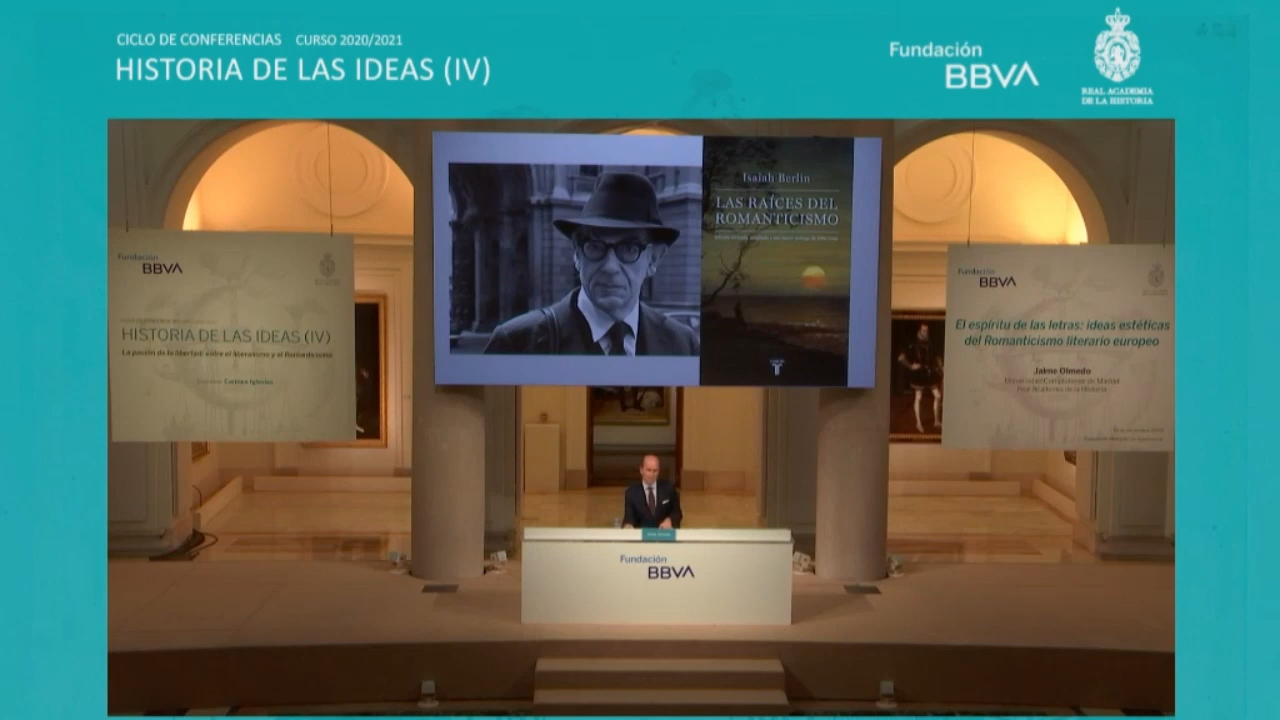 CICLO DE CONFERENCIAS CURSO 2020/2021
HISTORIA DE LAS IDEAS (IV)
Fundación
BBVA
REAL ACADEMIA
DE LA HISTORIA
Isaiah Berlin
LAS RAÍCES DEL
ROMANTICISMO
Fundación
BBVA
HISTORIA DE LAS IDEAS (IV)
La pasión de la libertad: entre el liberalismo y el Romanticismo
Carmen Iglesias
Fundación
BBVA
El espíritu de las letras: ideas estéticas
del Romanticismo literario europeo
Jaime Olmedo
Universidad Complutense de Madrid
Real Academia de la Historia
Fundación
BBVA